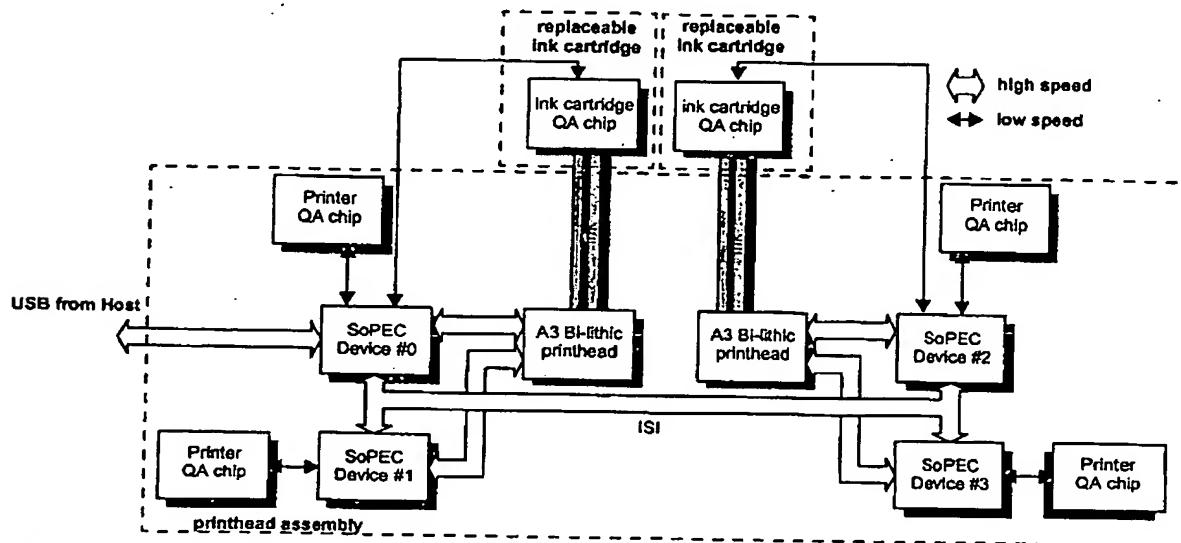 replaceable
ink cartridge
replaceable
ink cartridge
ink cartridge
QA chip
ink cartridge
QA chip
high speed
low speed
Printer
QA chip
Printer
QA chip
USB from Host
SoPEC
Device #0
A3 Bi-lithic
printhead
A3 Bi-lithic
printhead
SoPEC
Device #2
ISI
Printer
QA chip
SoPEC
Device #1
SoPEC
Device #3
Printer
QA chip
printhead assembly